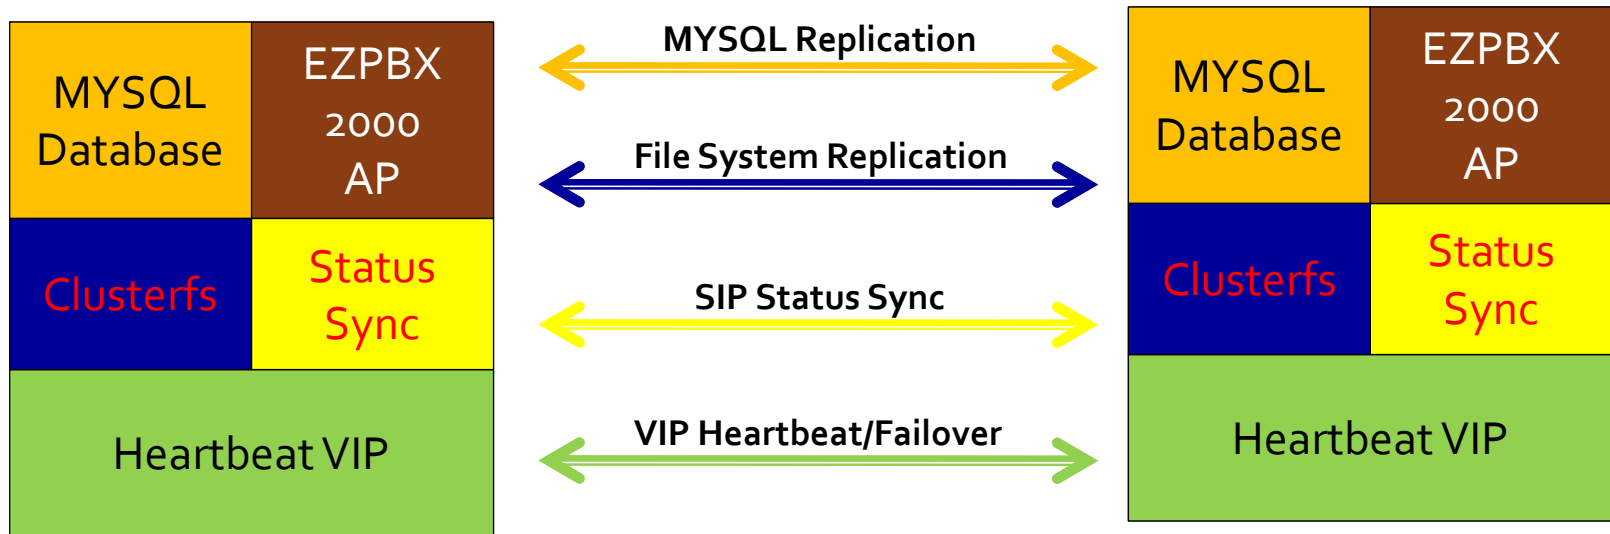 MYSQL
Database
EZPBX
2000
AP
Clusterfs
Status
Sync
Heartbeat VIP
MYSQL Replication
File System Replication
SIP Status Sync
VIP Heartbeat/Failover
MYSQL
Database
EZPBX
2000
AP
Clusterfs
Status
Sync
Heartbeat VIP